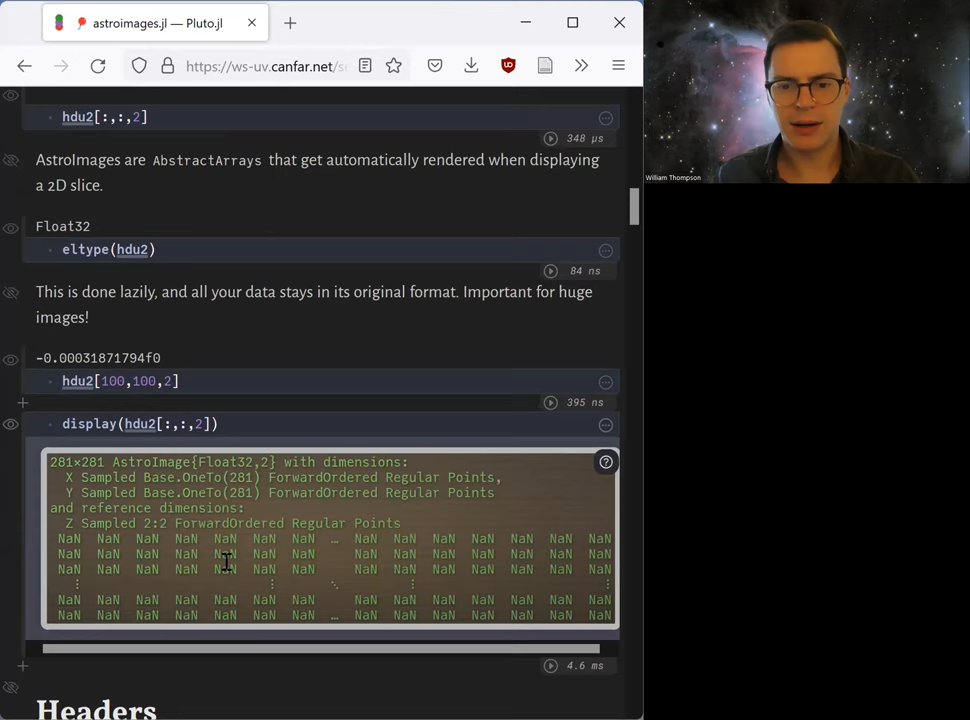 astroimages.jl — Pluto.jl
https://ws-uv.canfar.net/se
hdu2[:,:,2]
348 μs
AstroImages are AbstractArrays that get automatically rendered when displaying
a 2D slice.
Float32
eltype(hdu2)
84 ns
This is done lazily, and all your data stays in its original format. Important for huge
images!
-0.00031871794f0
hdu2[100,100,2]
395 ns
display(hdu2[:,:,2])
281×281 AstroImage{Float32,2} with dimensions:
X Sampled Base.OneTo(281) ForwardOrdered Regular Points,
Y Sampled Base.OneTo(281) ForwardOrdered Regular Points
and reference dimensions:
Z Sampled 2:2 ForwardOrdered Regular Points
NaN NaN NaN NaN NaN NaN NaN … NaN NaN NaN NaN NaN NaN NaN
NaN NaN NaN NaN NaN NaN NaN NaN NaN NaN NaN NaN NaN NaN
NaN NaN NaN NaN NaN NaN NaN NaN NaN NaN NaN NaN NaN NaN
⋮ ⋮ ⋱ ⋮ ⋮
NaN NaN NaN NaN NaN NaN NaN NaN NaN NaN NaN NaN NaN NaN
NaN NaN NaN NaN NaN NaN NaN … NaN NaN NaN NaN NaN NaN NaN
4.6 ms
Headers
William Thompson